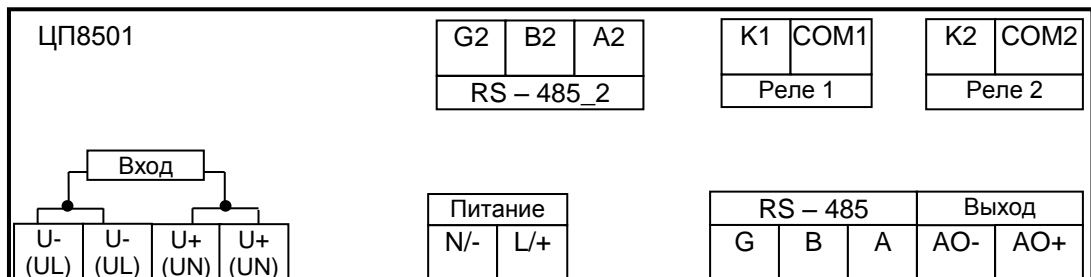 ЦП8501
G2 B2 A2
RS – 485_2
K1 COM1
Реле 1
K2 COM2
Реле 2
Вход
U- (UL) U- (UL) U+ (UN) U+ (UN)
Питание
N/- L/+
RS – 485 Выход
G B A AO- AO+